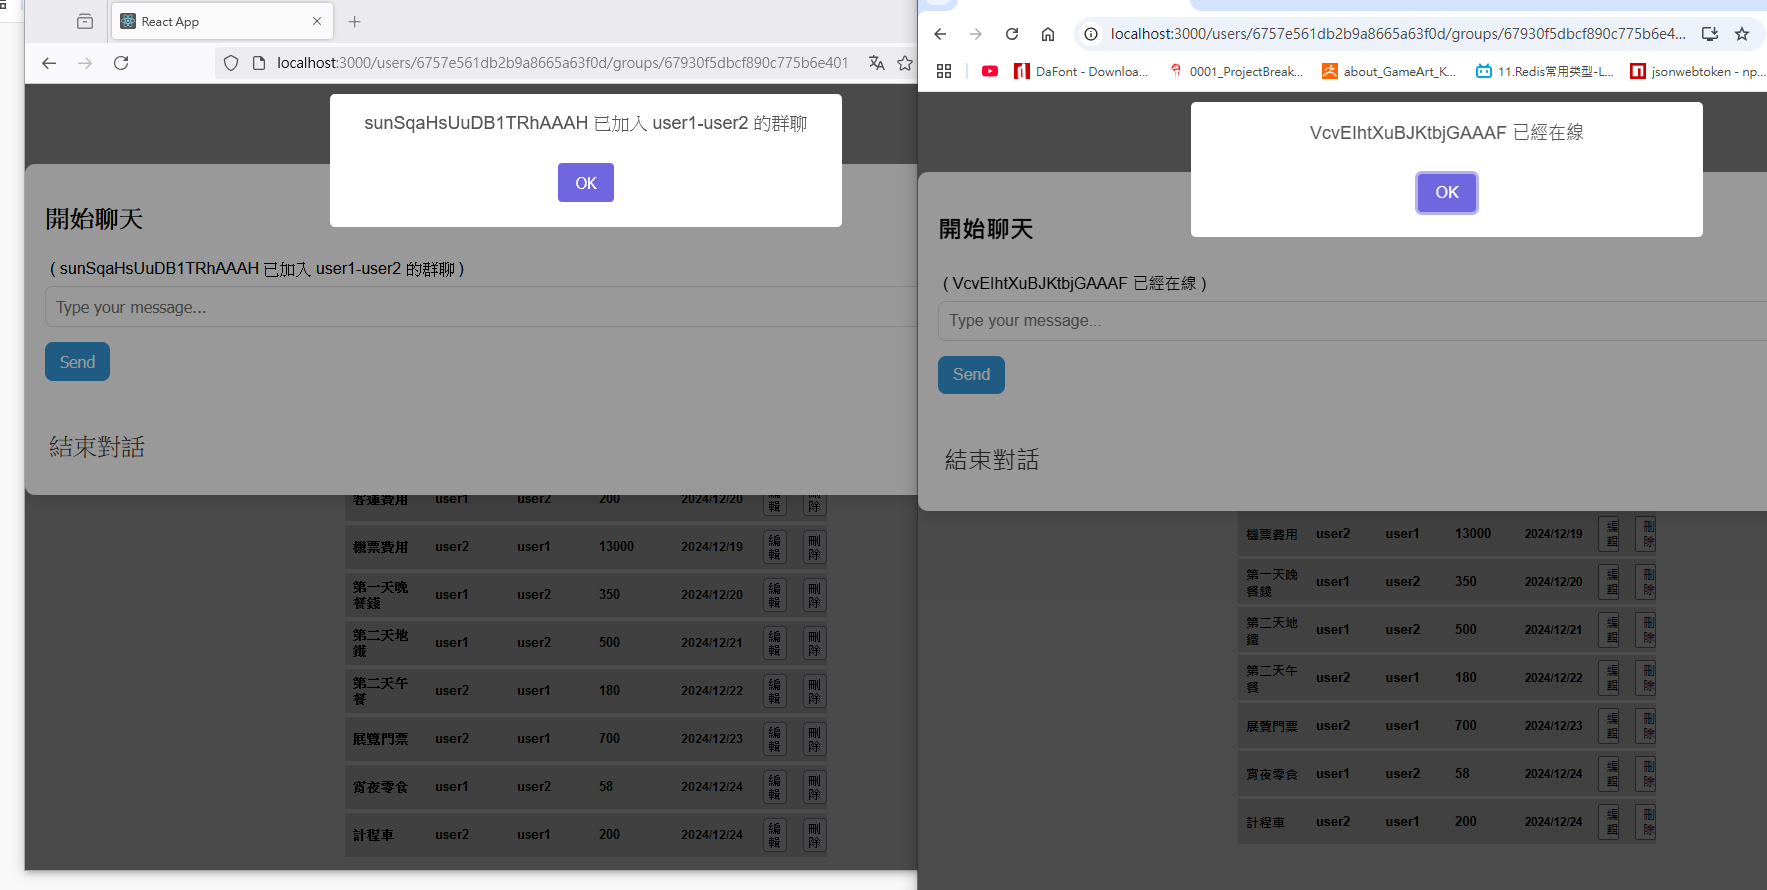 React App
localhost:3000/users/6757e561db2b9a8665a63f0d/groups/67930f5dbcf890c775b6e401
sunSqaHsUuDB1TRhAAAH 已加入 user1-user2 的群聊
OK
開始聊天
( sunSqaHsUuDB1TRhAAAH 已加入 user1-user2 的群聊 )
Type your message...
Send
結束對話
客運費用 user1 user2 200 2024/12/20 編輯 刪除
機票費用 user2 user1 13000 2024/12/19 編輯 刪除
第一天晚餐錢 user1 user2 350 2024/12/20 編輯 刪除
第二天地鐵 user1 user2 500 2024/12/21 編輯 刪除
第二天午餐 user2 user1 180 2024/12/22 編輯 刪除
展覽門票 user2 user1 700 2024/12/23 編輯 刪除
宵夜零食 user1 user2 58 2024/12/24 編輯 刪除
計程車 user2 user1 200 2024/12/24 編輯 刪除
localhost:3000/users/6757e561db2b9a8665a63f0d/groups/67930f5dbcf890c775b6e4...
DaFont - Downloa... 0001_ProjectBreak... about_GameArt_K... 11.Redis常用类型-L... jsonwebtoken - np...
VcvEIhtXuBJKtbjGAAAF 已經在線
OK
開始聊天
( VcvEIhtXuBJKtbjGAAAF 已經在線 )
Type your message...
Send
結束對話
機票費用 user2 user1 13000 2024/12/19 編輯 刪除
第一天晚餐錢 user1 user2 350 2024/12/20 編輯 刪除
第二天地鐵 user1 user2 500 2024/12/21 編輯 刪除
第二天午餐 user2 user1 180 2024/12/22 編輯 刪除
展覽門票 user2 user1 700 2024/12/23 編輯 刪除
宵夜零食 user1 user2 58 2024/12/24 編輯 刪除
計程車 user2 user1 200 2024/12/24 編輯 刪除